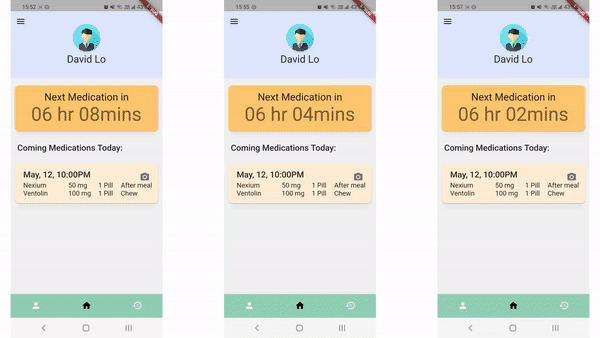 15:52
43%
David Lo
Next Medication in
06 hr 08mins
Coming Medications Today:
May, 12, 10:00PM
Nexium 50 mg 1 Pill After meal
Ventolin 100 mg 1 Pill Chew
15:55
43%
David Lo
Next Medication in
06 hr 04mins
Coming Medications Today:
May, 12, 10:00PM
Nexium 50 mg 1 Pill After meal
Ventolin 100 mg 1 Pill Chew
15:57
David Lo
Next Medication in
06 hr 02mins
Coming Medications Today:
May, 12, 10:00PM
Nexium 50 mg 1 Pill After meal
Ventolin 100 mg 1 Pill Chew